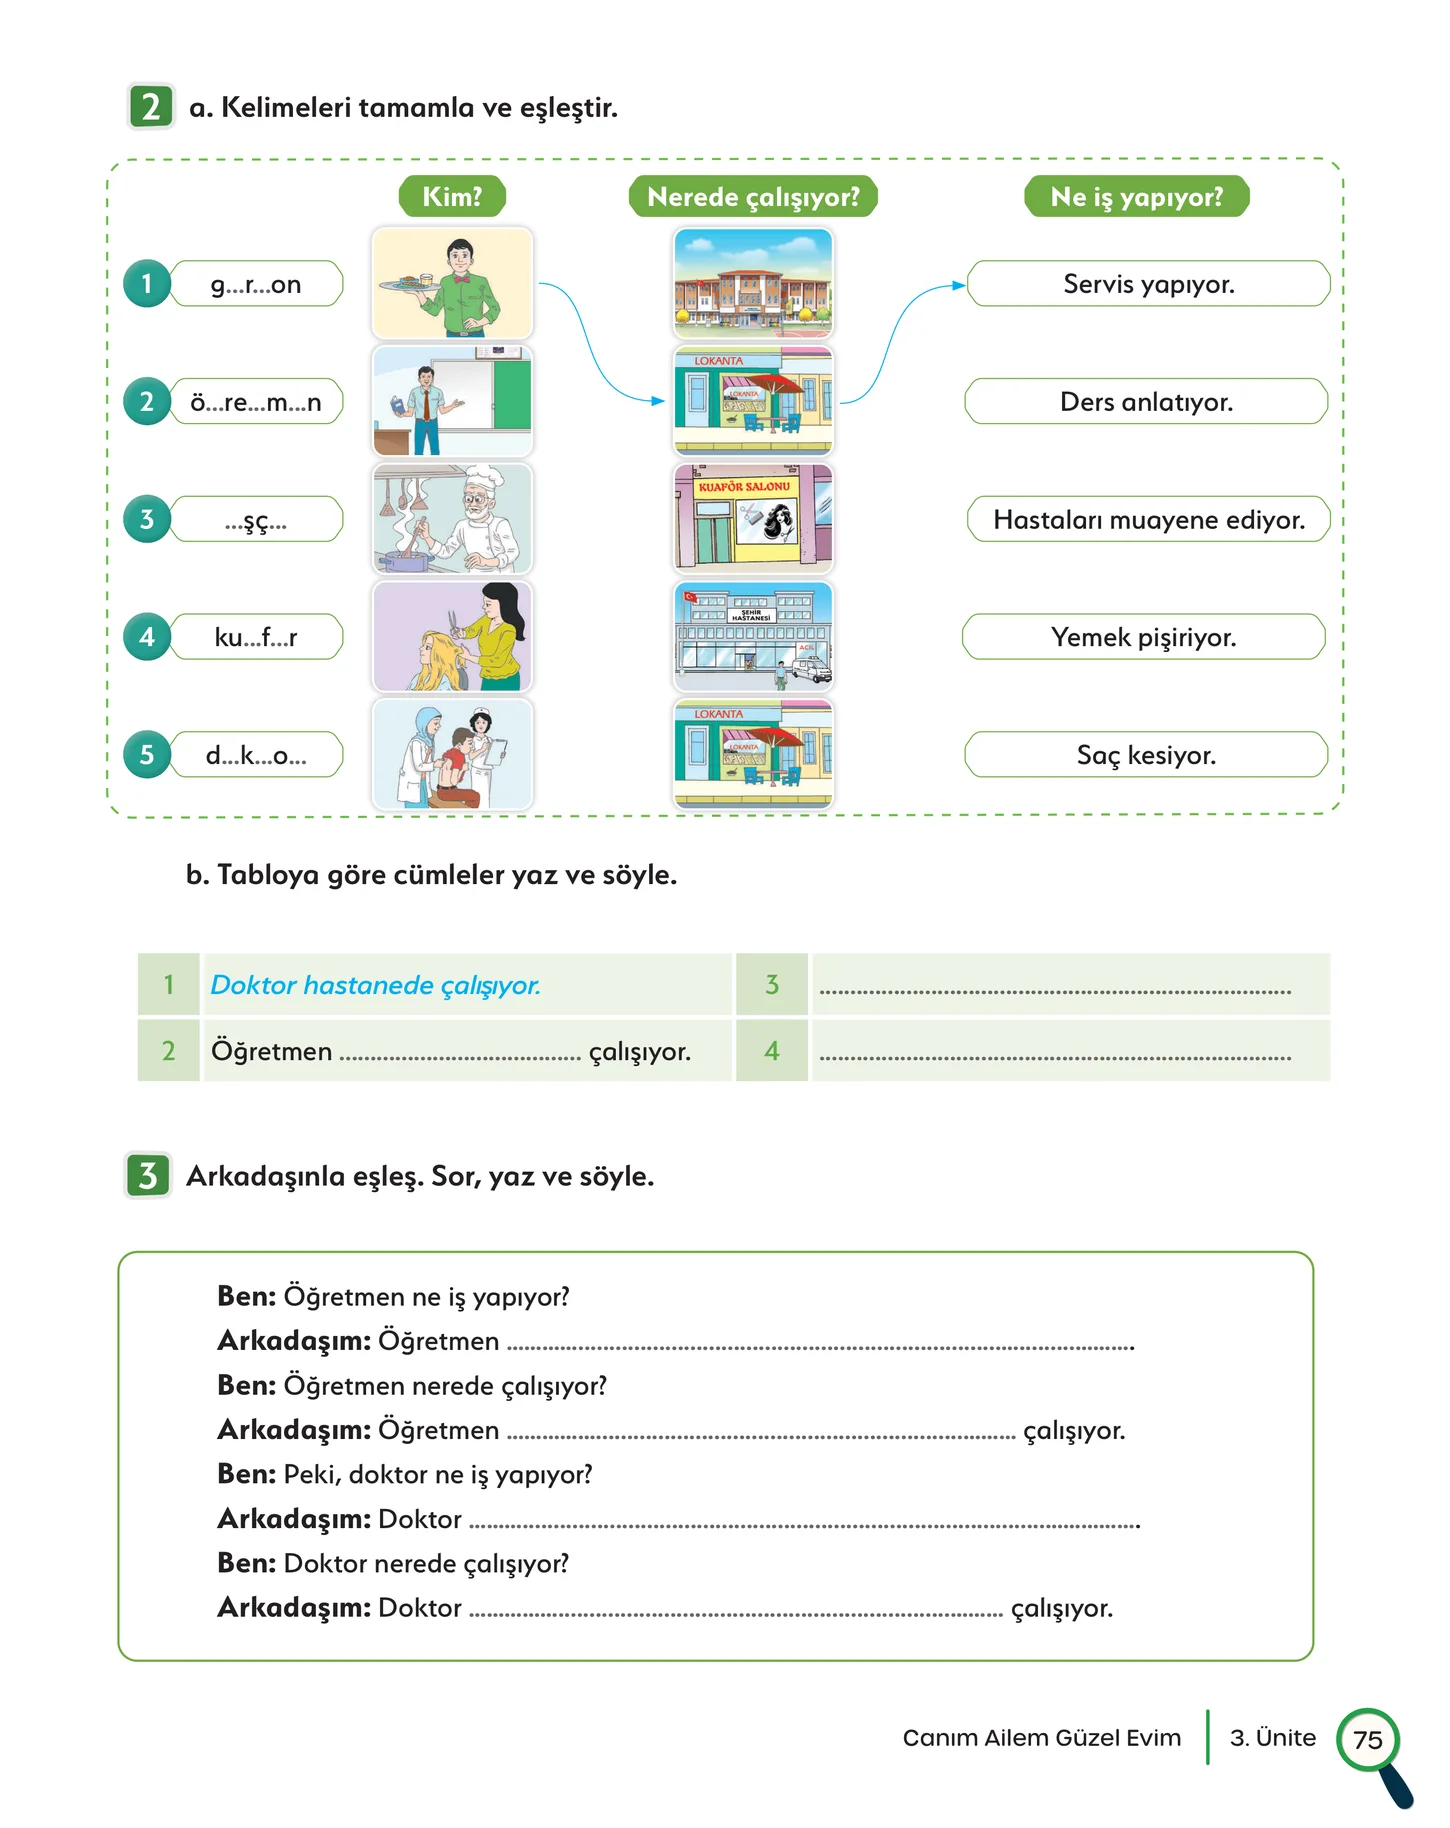 2 a. Kelimeleri tamamla ve eşleştir.
Kim? Nerede çalışıyor? Ne iş yapıyor?
1 g...r...on Servis yapıyor.
LOKANTA
LOKANTA
2 ö...re...m...n Ders anlatıyor.
KUAFÖR SALONU
3 ...şç... Hastaları muayene ediyor.
ŞEHİR
HASTANESİ
ACİL
4 ku...f...r Yemek pişiriyor.
LOKANTA
LOKANTA
5 d...k...o... Saç kesiyor.
b. Tabloya göre cümleler yaz ve söyle.
1 Doktor hastanede çalışıyor. 3 ............................................................................
2 Öğretmen ....................................... çalışıyor. 4 ............................................................................
3 Arkadaşınla eşleş. Sor, yaz ve söyle.
Ben: Öğretmen ne iş yapıyor?
Arkadaşım: Öğretmen .........................................................................................................
Ben: Öğretmen nerede çalışıyor?
Arkadaşım: Öğretmen ..................................................................................... çalışıyor.
Ben: Peki, doktor ne iş yapıyor?
Arkadaşım: Doktor ................................................................................................................
Ben: Doktor nerede çalışıyor?
Arkadaşım: Doktor ......................................................................................... çalışıyor.
Canım Ailem Güzel Evim 3. Ünite 75